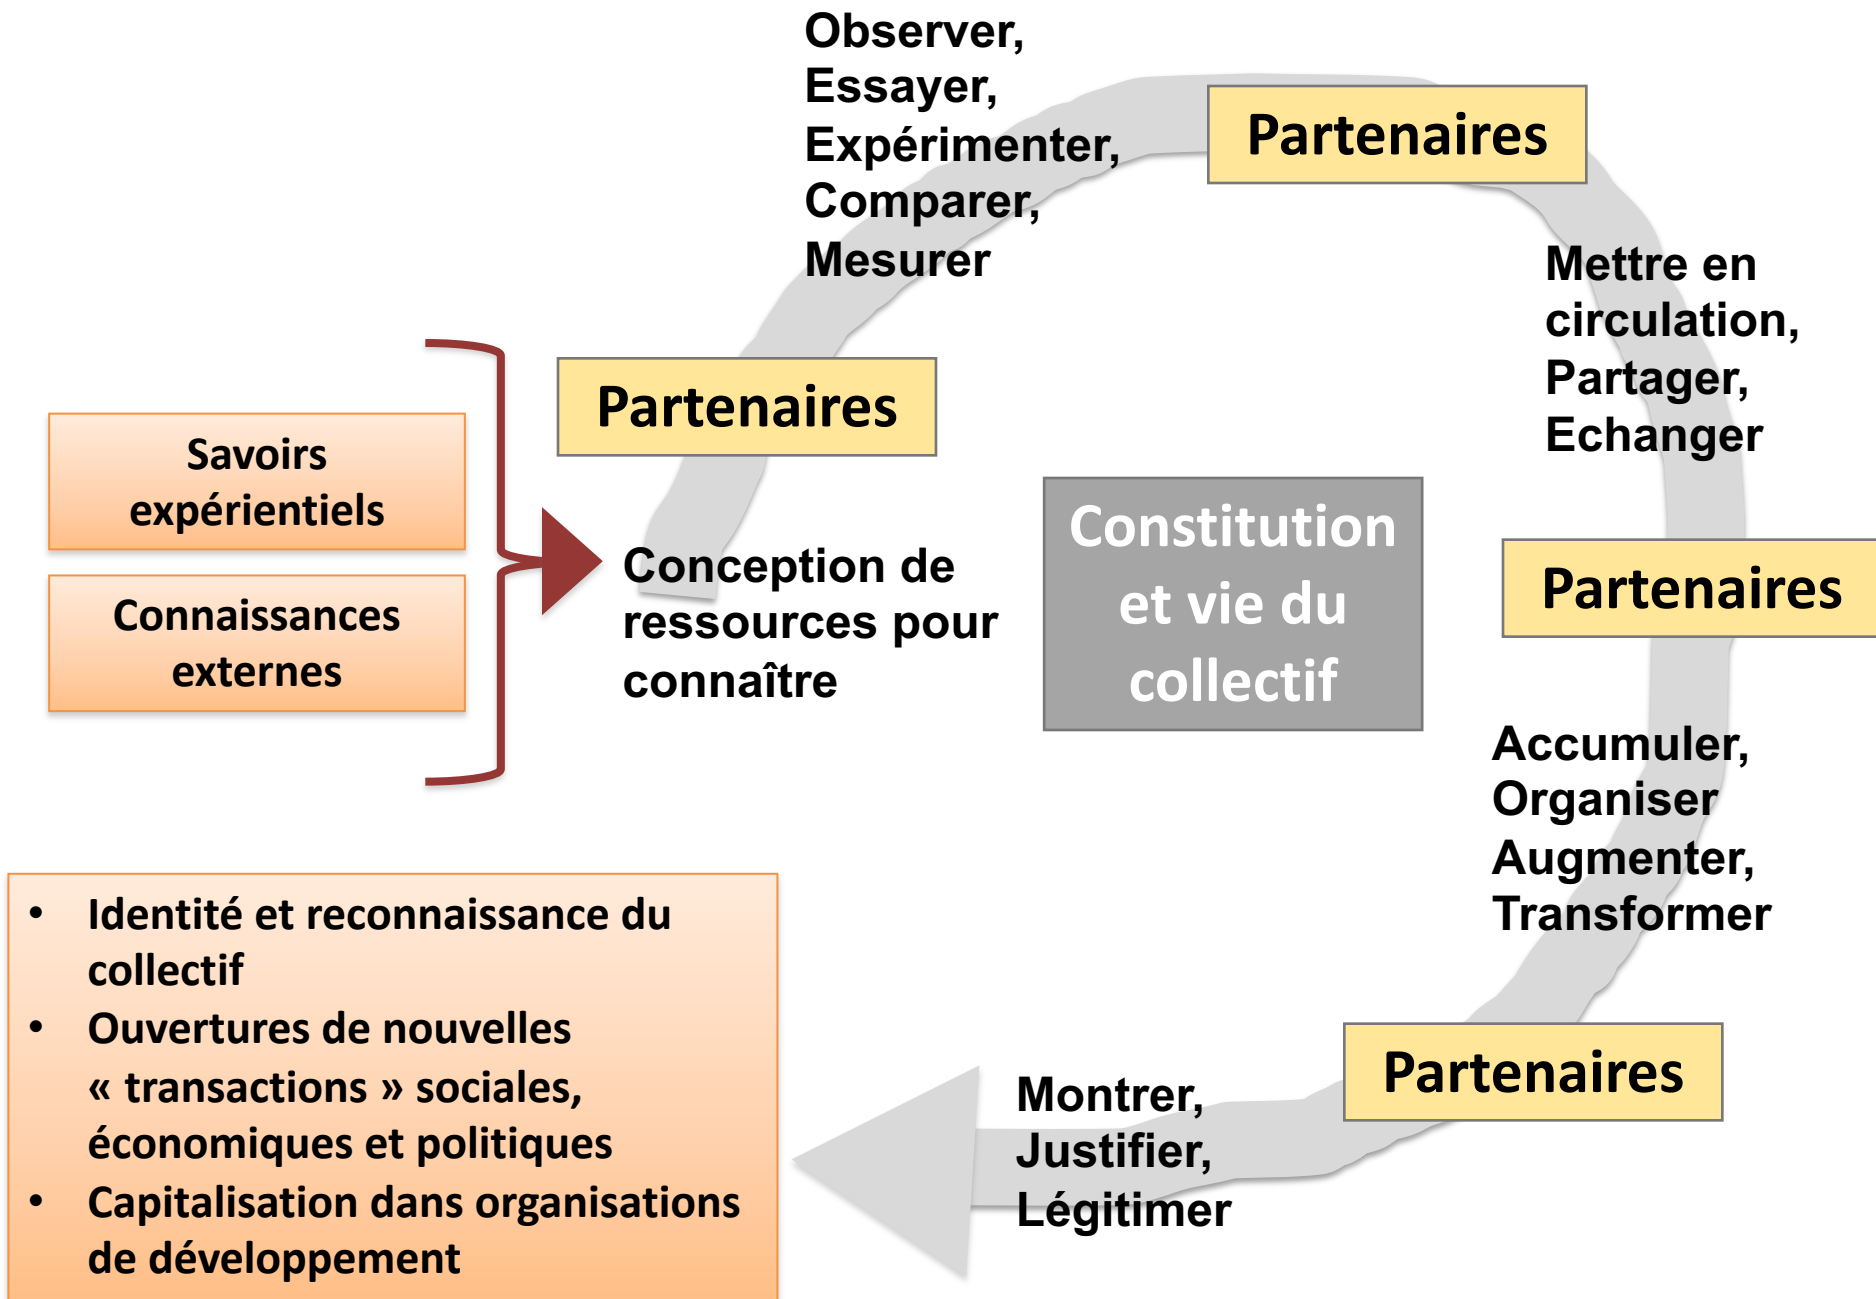 Observer,
Essayer,
Expérimenter,
Comparer,
Mesurer
Partenaires
Mettre en
circulation,
Partager,
Echanger
Partenaires
Savoirs
expérientiels
Connaissances
externes
Conception de
ressources pour
connaître
Constitution
et vie du
collectif
Partenaires
Accumuler,
Organiser
Augmenter,
Transformer
Partenaires
Montrer,
Justifier,
Légitimer
• Identité et reconnaissance du
collectif
• Ouvertures de nouvelles
« transactions » sociales,
économiques et politiques
• Capitalisation dans organisations
de développement